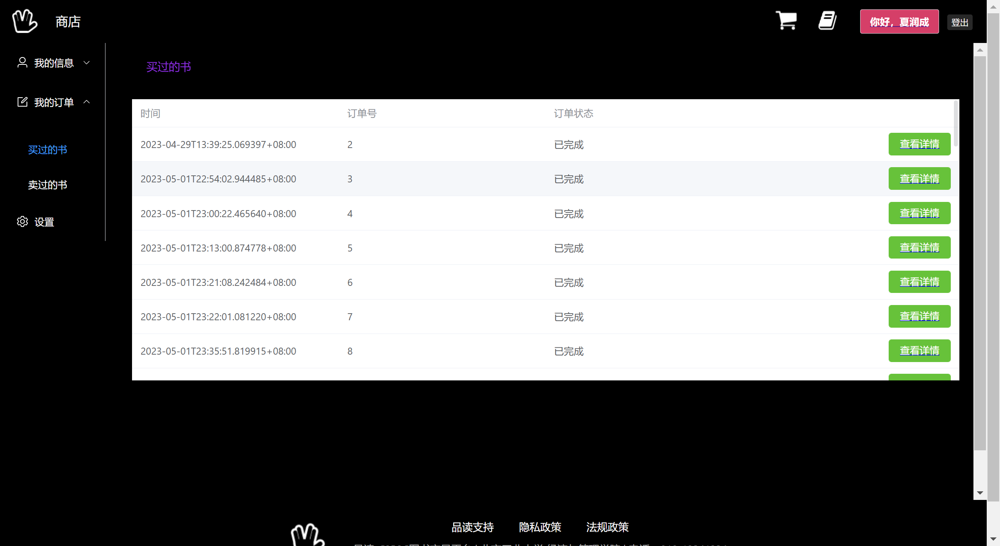 商店
你好，夏润成
登出
我的信息
我的订单
买过的书
卖过的书
设置
买过的书
时间 订单号 订单状态
2023-04-29T13:39:25.069397+08:00 2 已完成 查看详情
2023-05-01T22:54:02.944485+08:00 3 已完成 查看详情
2023-05-01T23:00:22.465640+08:00 4 已完成 查看详情
2023-05-01T23:13:00.874778+08:00 5 已完成 查看详情
2023-05-01T23:21:08.242484+08:00 6 已完成 查看详情
2023-05-01T23:22:01.081220+08:00 7 已完成 查看详情
2023-05-01T23:35:51.819915+08:00 8 已完成 查看详情
品读支持 隐私政策 法规政策